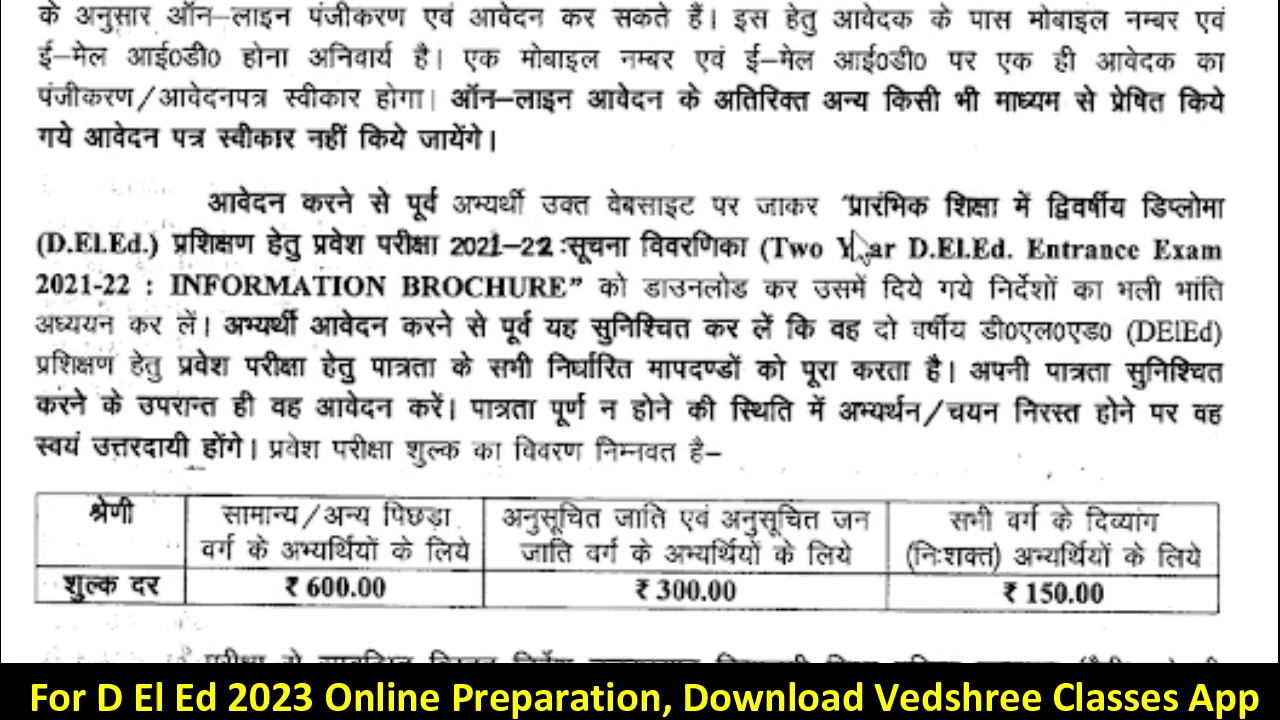 के अनुसार ऑन–लाइन पंजीकरण एवं आवेदन कर सकते हैं। इस हेतु आवेदक के पास मोबाइल नम्बर एवं
ई–मेल आई0डी0 होना अनिवार्य है। एक मोबाइल नम्बर एवं ई–मेल आई0डी0 पर एक ही आवेदक का
पंजीकरण/आवेदनपत्र स्वीकार होगा। ऑन–लाइन आवेदन के अतिरिक्त अन्य किसी भी माध्यम से प्रेषित किये
गये आवेदन पत्र स्वीकार नहीं किये जायेंगे।
आवेदन करने से पूर्व अभ्यर्थी उक्त वेबसाइट पर जाकर "प्रारंभिक शिक्षा में द्विवर्षीय डिप्लोमा
(D.El.Ed.) प्रशिक्षण हेतु प्रवेश परीक्षा 2021–22 :सूचना विवरणिका (Two Year D.El.Ed. Entrance Exam
2021-22 : INFORMATION BROCHURE" को डाउनलोड कर उसमें दिये गये निर्देशों का भली भांति
अध्ययन कर लें। अभ्यर्थी आवेदन करने से पूर्व यह सुनिश्चित कर लें कि वह दो वर्षीय डी0एल0एड0 (DElEd)
प्रशिक्षण हेतु प्रवेश परीक्षा हेतु पात्रता के सभी निर्धारित मापदण्डों को पूरा करता है। अपनी पात्रता सुनिश्चित
करने के उपरान्त ही वह आवेदन करें। पात्रता पूर्ण न होने की स्थिति में अभ्यर्थन/चयन निरस्त होने पर वह
स्वयं उत्तरदायी होंगे। प्रवेश परीक्षा शुल्क का विवरण निम्नवत है–
श्रेणी सामान्य/अन्य पिछड़ा वर्ग के अभ्यर्थियों के लिये अनुसूचित जाति एवं अनुसूचित जन जाति वर्ग के अभ्यर्थियों के लिये सभी वर्ग के दिव्यांग (निःशक्त) अभ्यर्थियों के लिये
शुल्क दर ₹ 600.00 ₹ 300.00 ₹ 150.00
For D El Ed 2023 Online Preparation, Download Vedshree Classes App